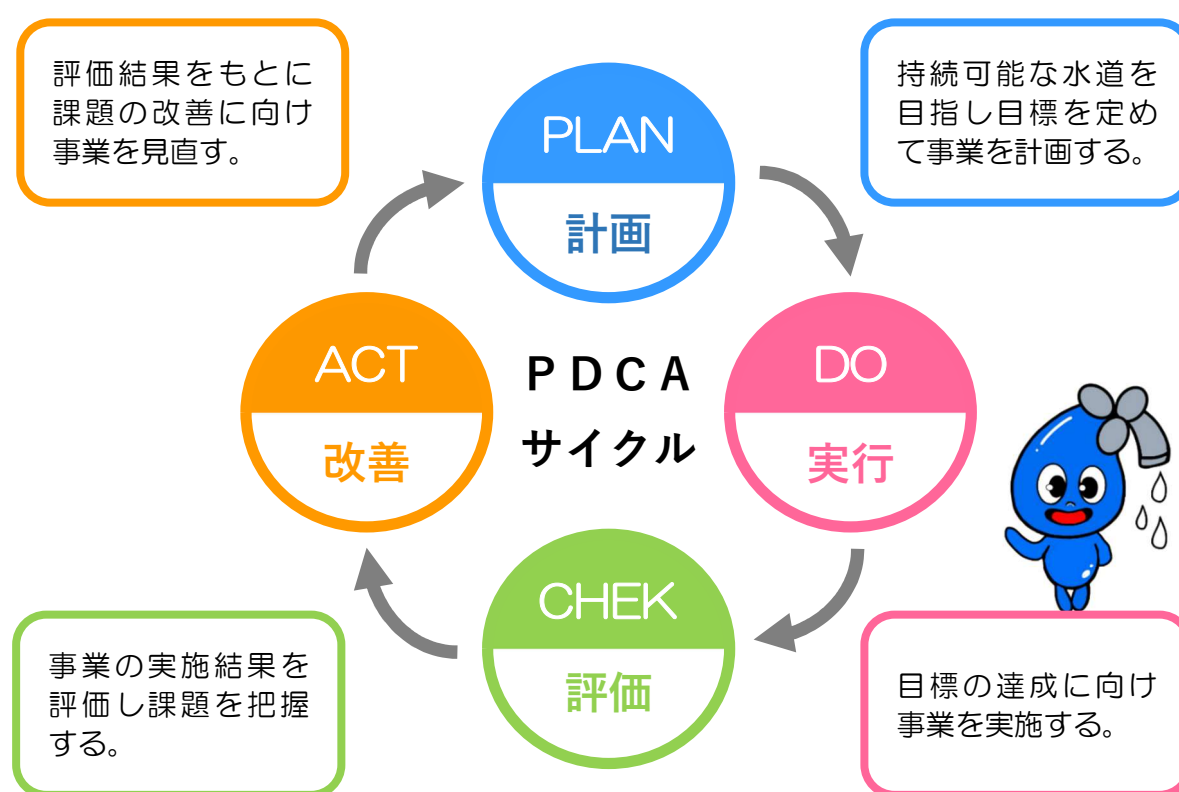 評価結果をもとに
課題の改善に向け
事業を見直す。
PLAN
計画
持続可能な水道を
目指し目標を定め
て事業を計画する。
ACT
改善
PDCA
サイクル
DO
実行
CHEK
評価
事業の実施結果を
評価し課題を把握
する。
目標の達成に向け
事業を実施する。